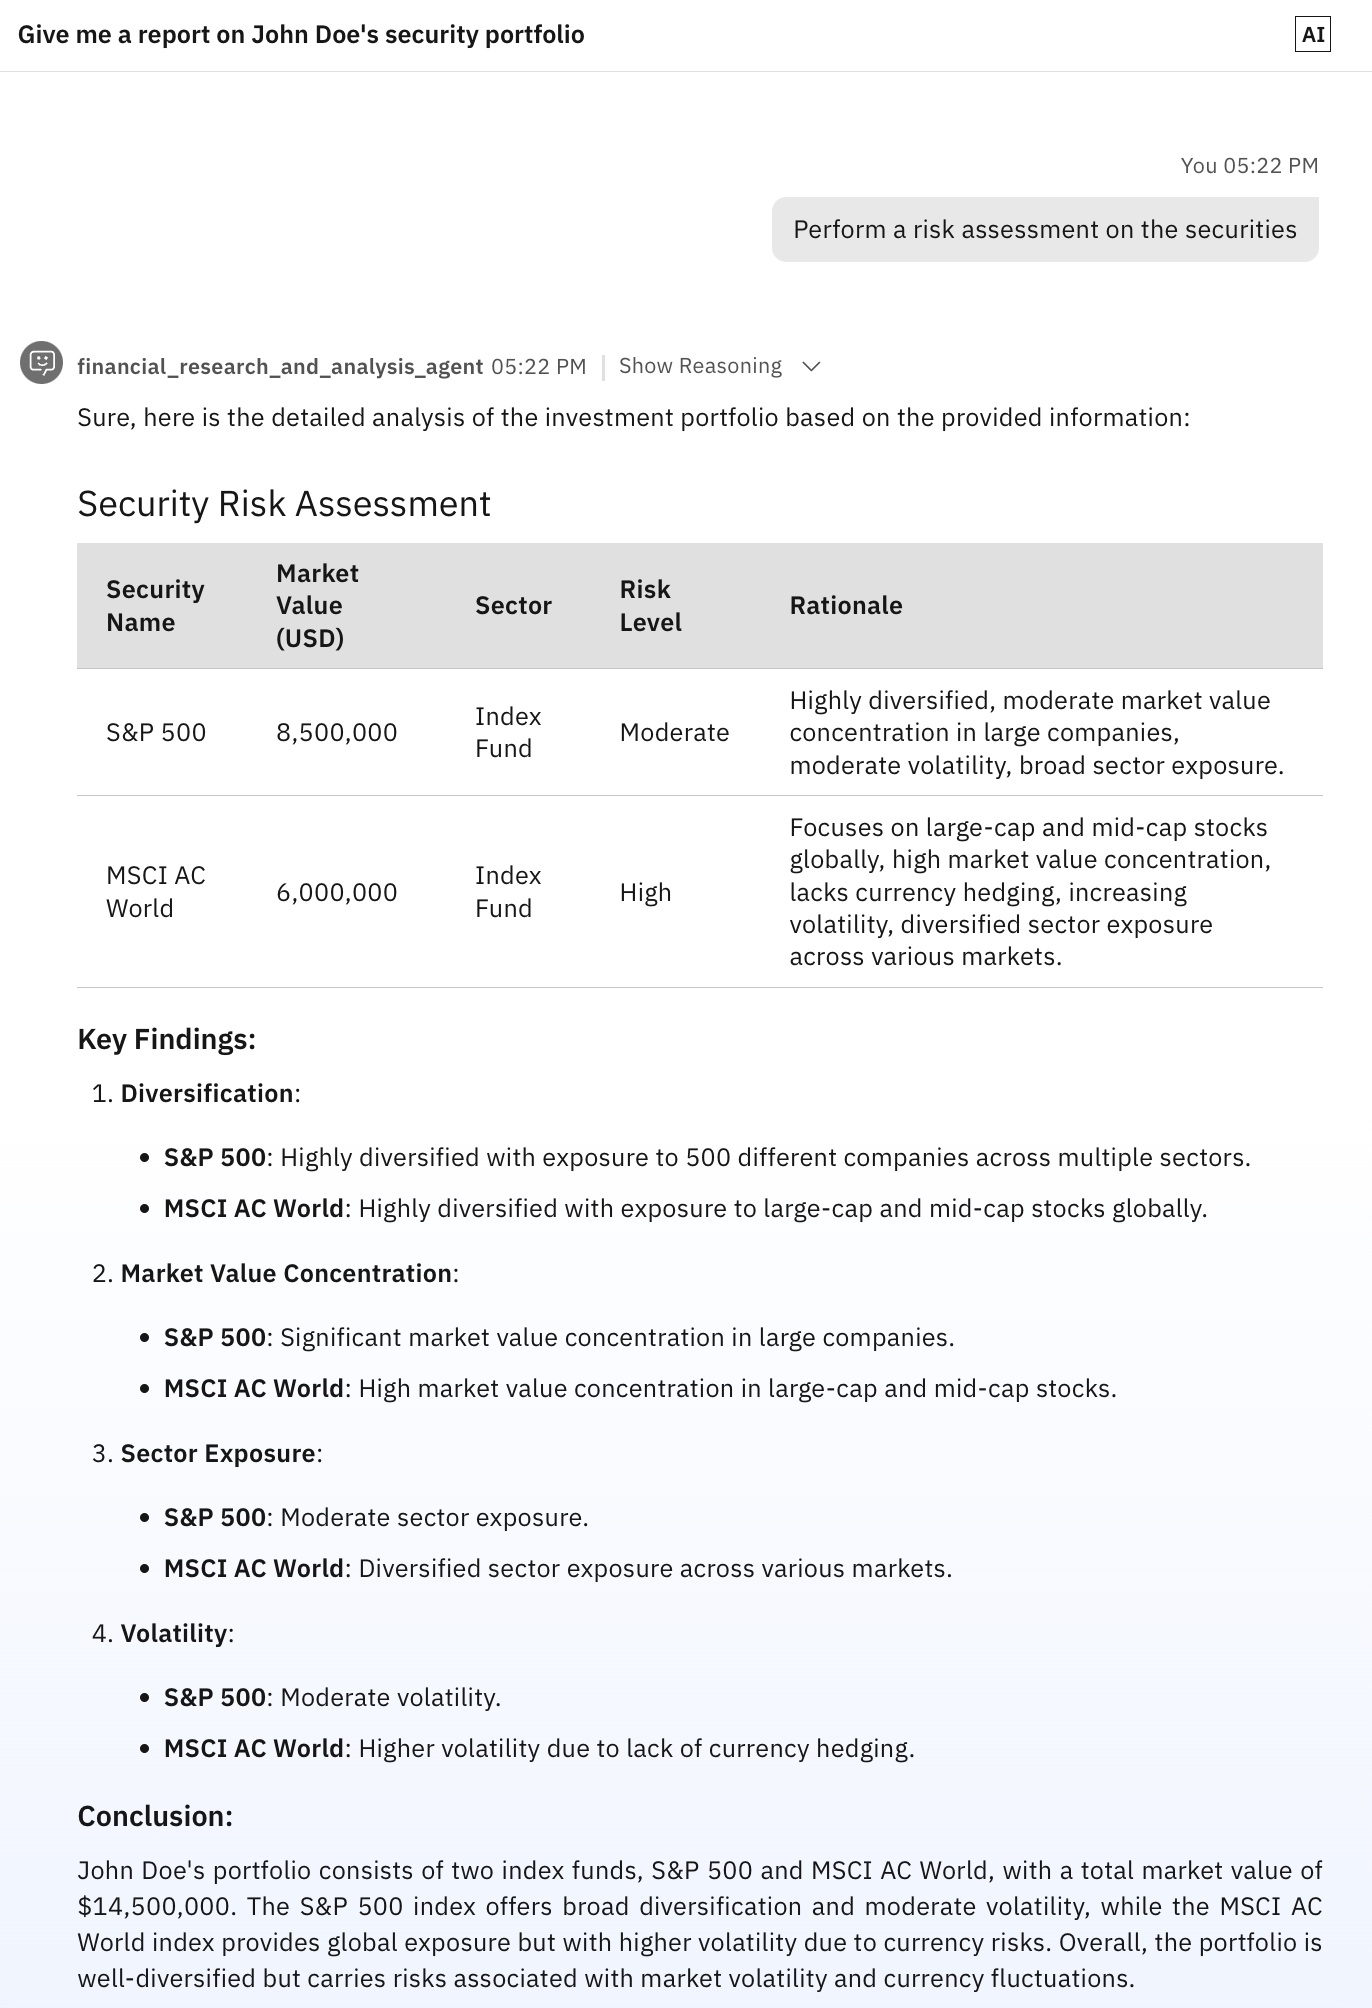 Give me a report on John Doe's security portfolio
AI
You 05:22 PM
Perform a risk assessment on the securities
financial_research_and_analysis_agent 05:22 PM | Show Reasoning
Sure, here is the detailed analysis of the investment portfolio based on the provided information:
Security Risk Assessment
Security
Name
Market
Value
(USD)
Sector
Risk
Level
Rationale
S&P 500
8,500,000
Index
Fund
Moderate
Highly diversified, moderate market value
concentration in large companies,
moderate volatility, broad sector exposure.
MSCI AC
World
6,000,000
Index
Fund
High
Focuses on large-cap and mid-cap stocks
globally, high market value concentration,
lacks currency hedging, increasing
volatility, diversified sector exposure
across various markets.
Key Findings:
1. Diversification:
• S&P 500: Highly diversified with exposure to 500 different companies across multiple sectors.
• MSCI AC World: Highly diversified with exposure to large-cap and mid-cap stocks globally.
2. Market Value Concentration:
• S&P 500: Significant market value concentration in large companies.
• MSCI AC World: High market value concentration in large-cap and mid-cap stocks.
3. Sector Exposure:
• S&P 500: Moderate sector exposure.
• MSCI AC World: Diversified sector exposure across various markets.
4. Volatility:
• S&P 500: Moderate volatility.
• MSCI AC World: Higher volatility due to lack of currency hedging.
Conclusion:
John Doe's portfolio consists of two index funds, S&P 500 and MSCI AC World, with a total market value of
$14,500,000. The S&P 500 index offers broad diversification and moderate volatility, while the MSCI AC
World index provides global exposure but with higher volatility due to currency risks. Overall, the portfolio is
well-diversified but carries risks associated with market volatility and currency fluctuations.